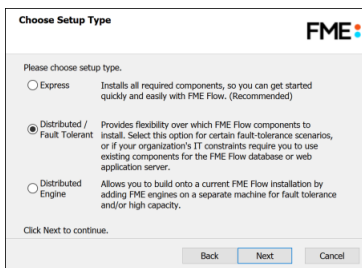 Choose Setup Type
FME
Please choose setup type.
Express
Installs all required components, so you can get started
quickly and easily with FME Flow. (Recommended)
Distributed /
Fault Tolerant
Provides flexibility over which FME Flow components to
install. Select this option for certain fault-tolerance scenarios,
or if your organization's IT constraints require you to use
existing components for the FME Flow database or web
application server.
Distributed
Engine
Allows you to build onto a current FME Flow installation by
adding FME engines on a separate machine for fault tolerance
and/or high capacity.
Click Next to continue.
Back
Next
Cancel